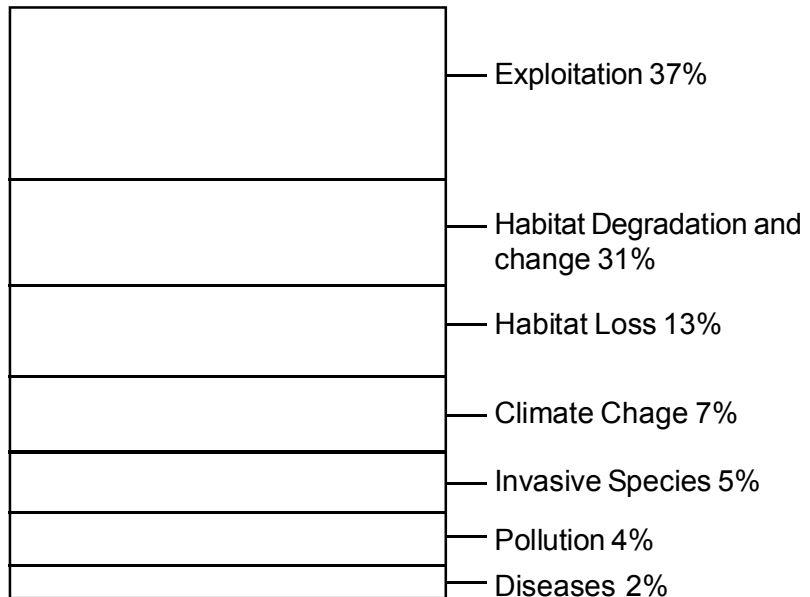 Exploitation 37%
Habitat Degradation and
change 31%
Habitat Loss 13%
Climate Chage 7%
Invasive Species 5%
Pollution 4%
Diseases 2%